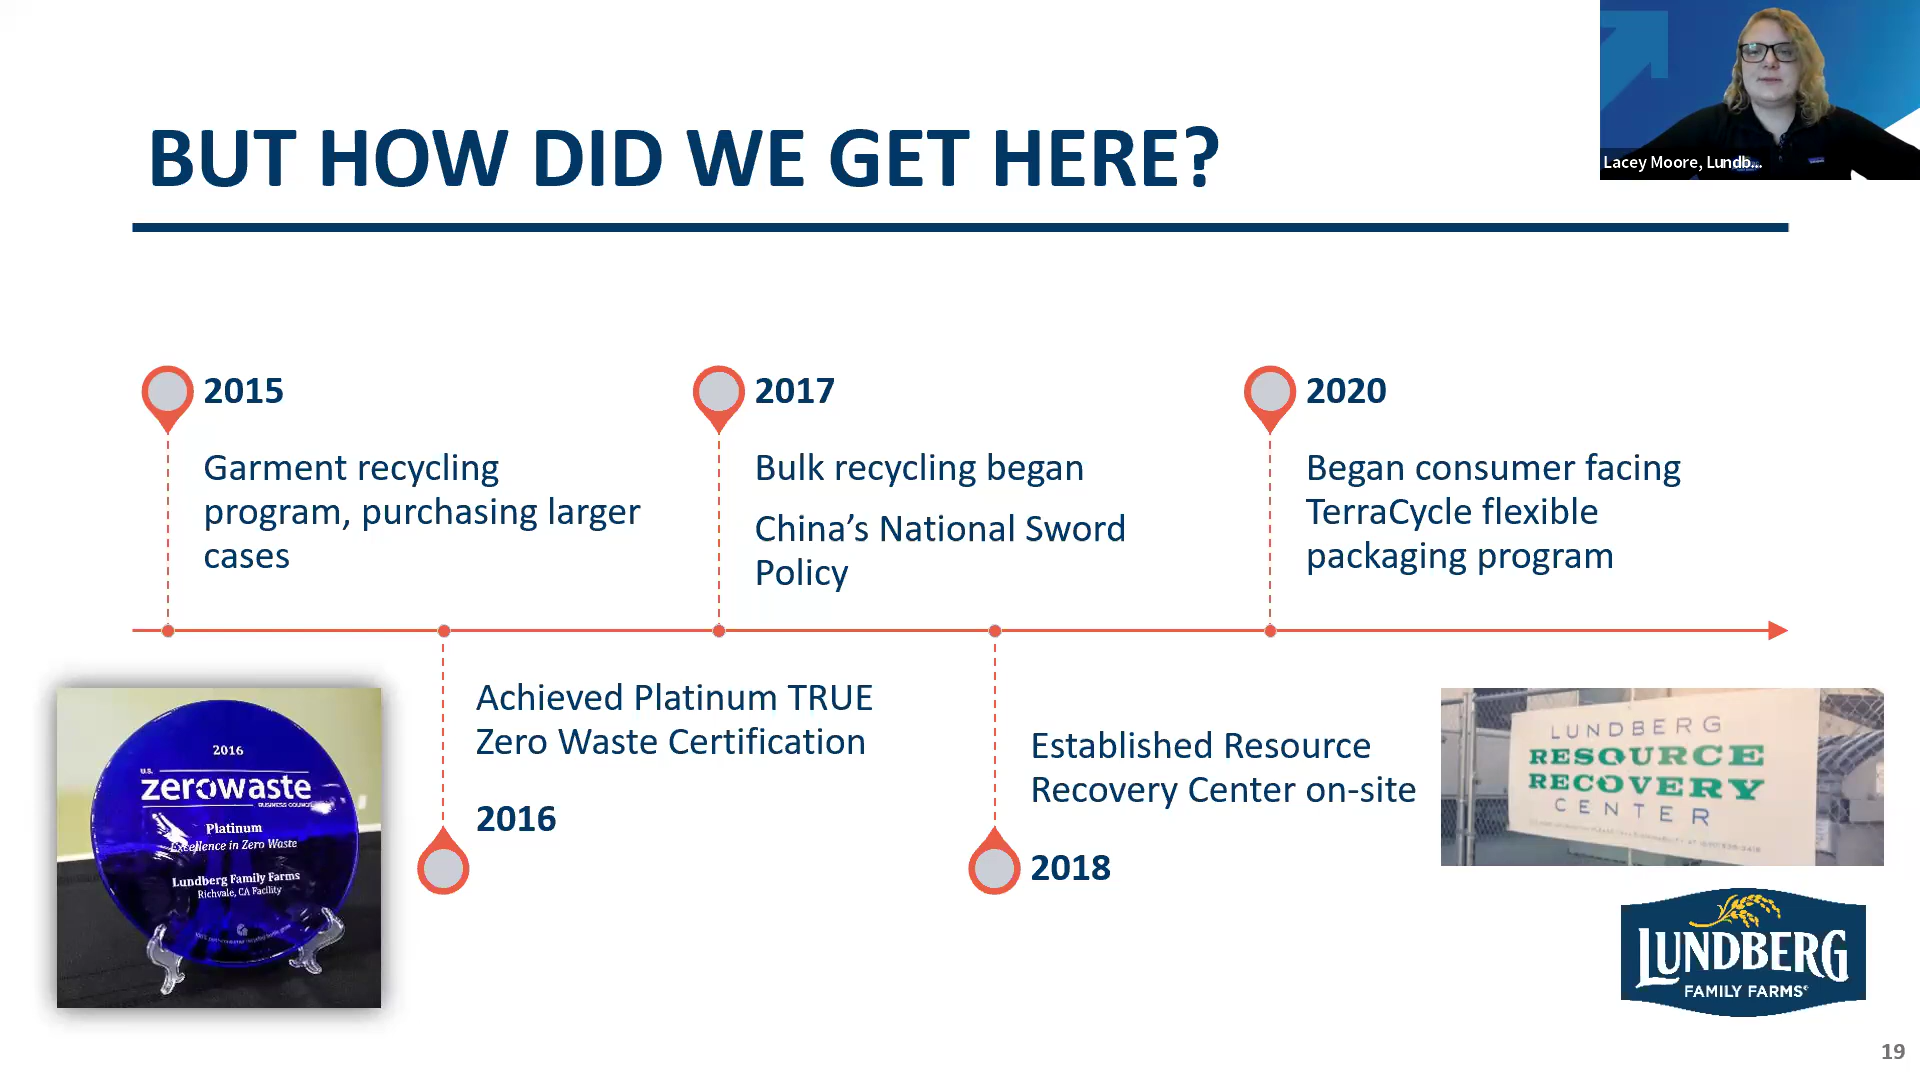 BUT HOW DID WE GET HERE?
Lacey Moore, Lundb...
2015
Garment recycling
program, purchasing larger
cases
2017
Bulk recycling began
China’s National Sword
Policy
2020
Began consumer facing
TerraCycle flexible
packaging program
Achieved Platinum TRUE
Zero Waste Certification
2016
Established Resource
Recovery Center on-site
2018
2016
U.S.
zerowaste
BUSINESS COUNCIL
Platinum
Excellence in Zero Waste
Lundberg Family Farms
Richvale, CA Facility
LUNDBERG
RESOURCE
RECOVERY
CENTER
LUNDBERG
FAMILY FARMS
19